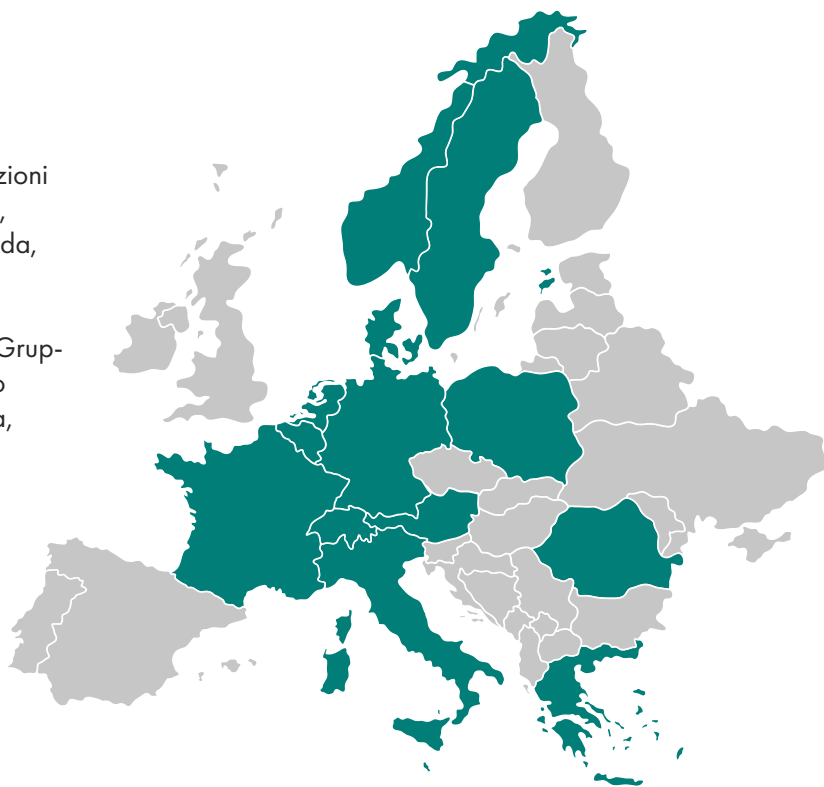 zioni
,
da,
Grup-
o
a,